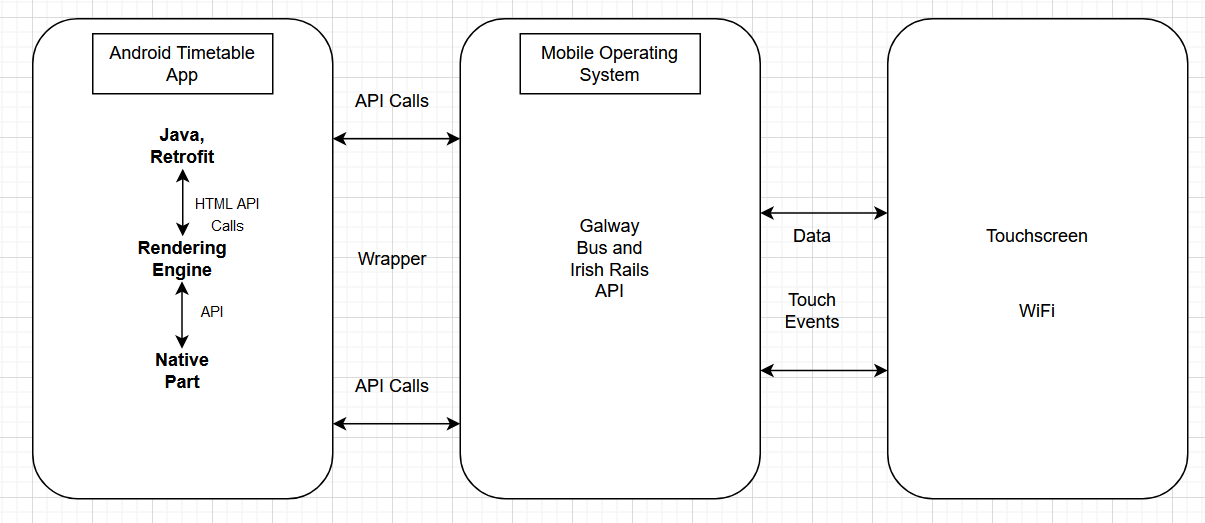 Android Timetable
App
Java,
Retrofit
HTML API
Calls
Rendering
Engine
API
Native
Part
API Calls
Wrapper
API Calls
Mobile Operating
System
Galway
Bus and
Irish Rails
API
Data
Touch
Events
Touchscreen
WiFi